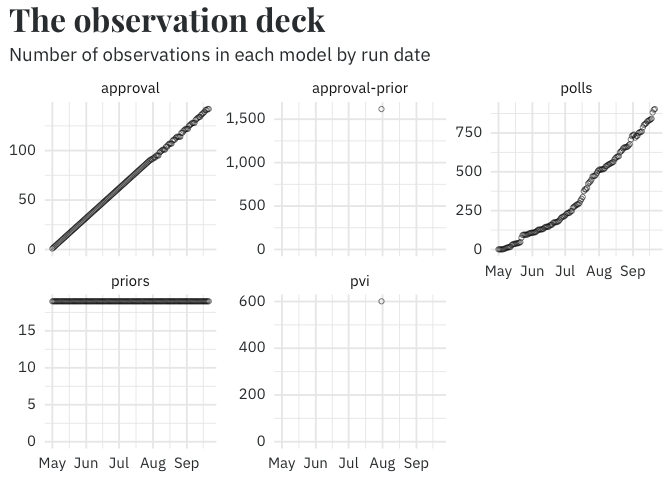 The observation deck
Number of observations in each model by run date
approval
approval-prior
polls
100
50
0
1,500
1,000
500
0
750
500
250
0
May Jun Jul Aug Sep
priors
pvi
15
10
5
0
600
400
200
0
May Jun Jul Aug Sep
May Jun Jul Aug Sep